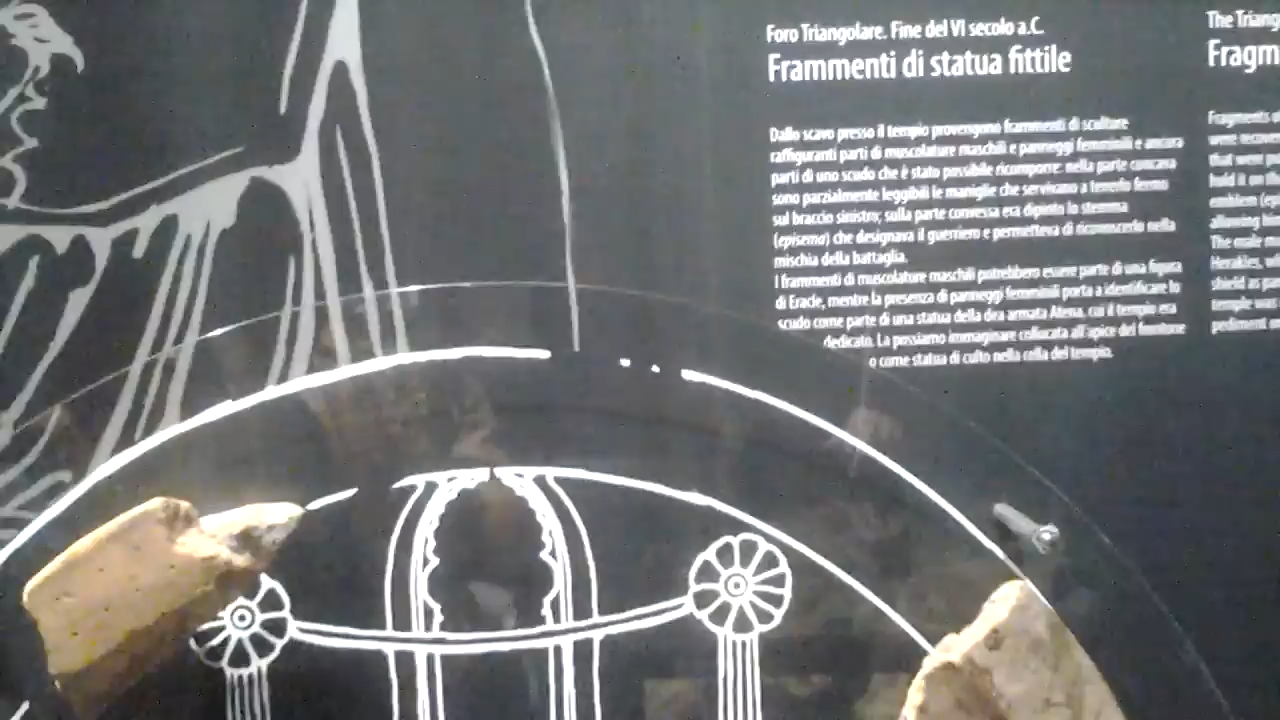 Foro Triangolare. Fine del VI secolo a.C.
Frammenti di statua fittile
Dallo scavo presso il tempio provengono frammenti di sculture
raffiguranti parti di muscolature maschili e panneggi femminili e ancora
parti di uno scudo che è stato possibile ricomporre: nella parte concava
sono parzialmente leggibili le maniglie che servivano a tenerlo fermo
sul braccio sinistro; sulla parte convessa era dipinto lo stemma
(episema) che designava il guerriero e permetteva di riconoscerlo nella
mischia della battaglia.
I frammenti di muscolature maschili potrebbero essere parte di una figura
di Eracle, mentre la presenza di panneggi femminili porta a identificare lo
scudo come parte di una statua della dea armata Atena, cui il tempio era
dedicato. La possiamo immaginare collocata all'apice del frontone
o come statua di culto nella cella del tempio.
The Triang
Fragm
Fragments of
were recove
that were pa
hold it on th
emblem (epi
allowing him
The male mu
Herakles, wh
shield as par
temple was
pediment or